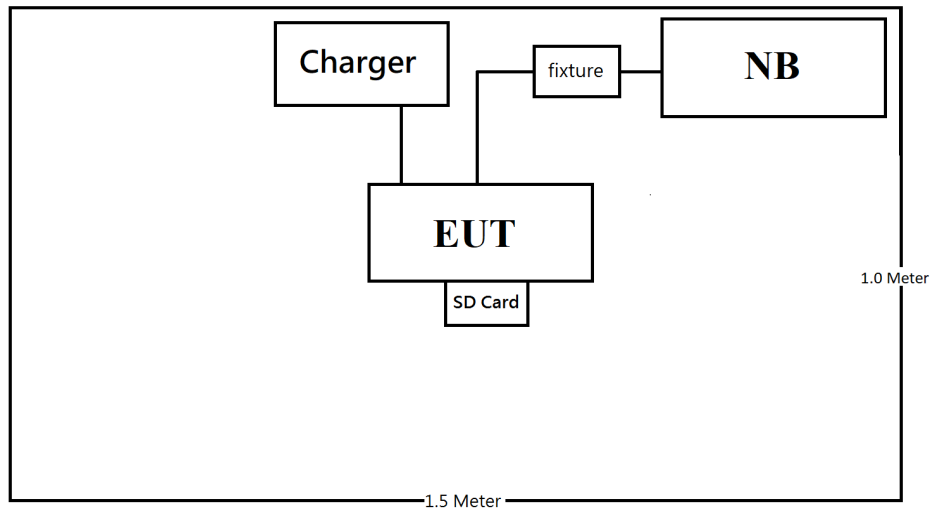 Charger
fixture
NB
EUT
SD Card
1.0 Meter
1.5 Meter